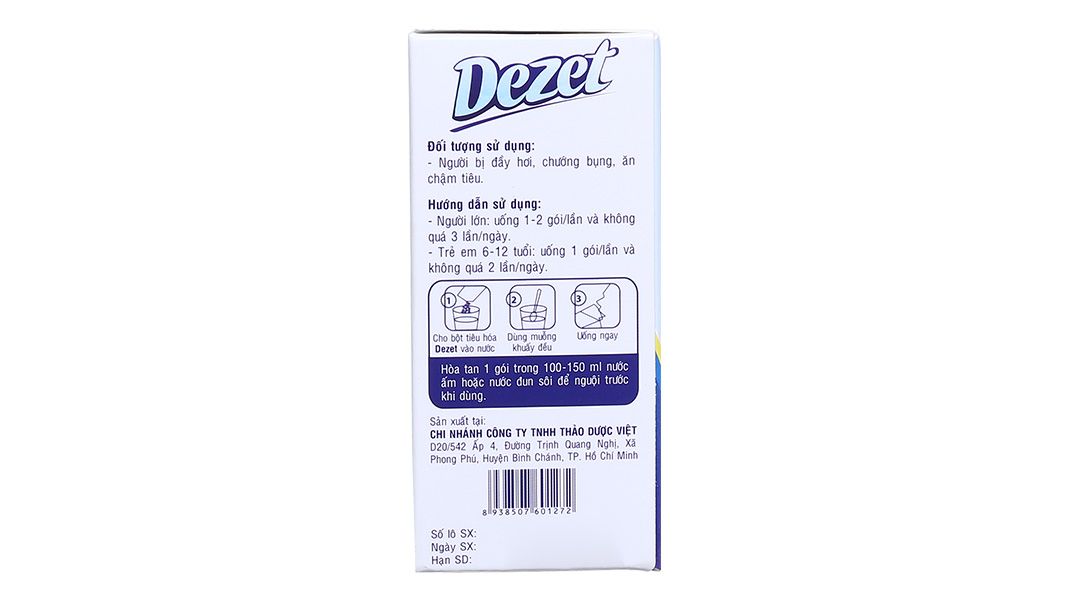 Dezet
Đối tượng sử dụng:
- Người bị đầy hơi, chướng bụng, ăn
chậm tiêu.
Hướng dẫn sử dụng:
- Người lớn: uống 1-2 gói/lần và không
quá 3 lần/ngày.
- Trẻ em 6-12 tuổi: uống 1 gói/lần và
không quá 2 lần/ngày.
1
2
3
Cho bột tiêu hóa
Dezet vào nước
Dùng muỗng
khuấy đều
Uống ngay
Hòa tan 1 gói trong 100-150 ml nước
ấm hoặc nước đun sôi để nguội trước
khi dùng.
Sản xuất tại:
CHI NHÁNH CÔNG TY TNHH THẢO DƯỢC VIỆT
D20/542 Ấp 4, Đường Trịnh Quang Nghị, Xã
Phong Phú, Huyện Bình Chánh, TP. Hồ Chí Minh
8 938507 601272
Số lô SX:
Ngày SX:
Hạn SD: